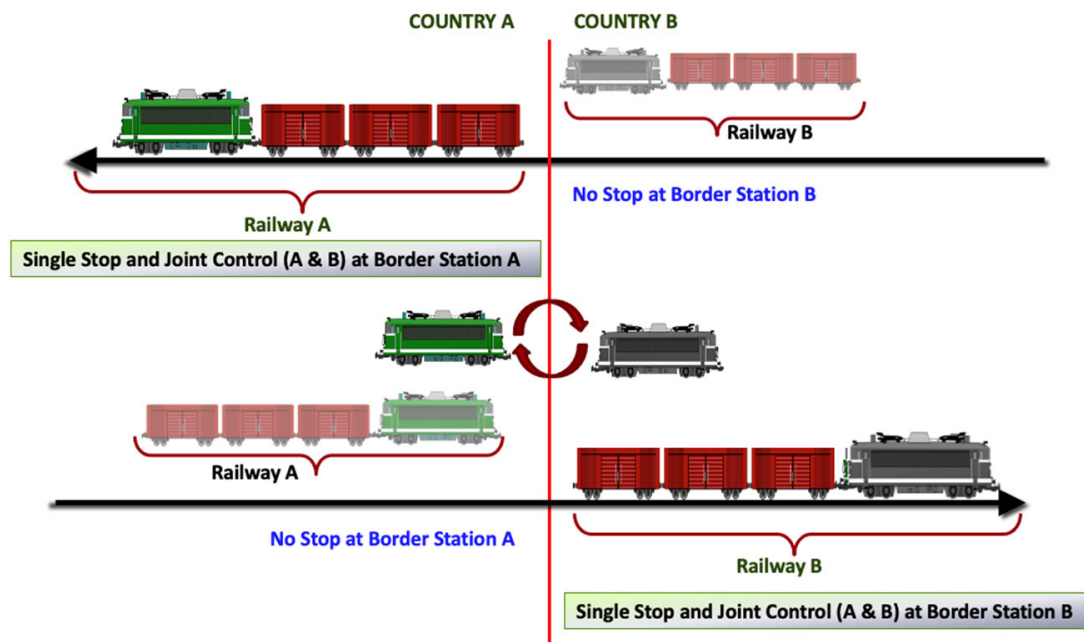 COUNTRY A
COUNTRY B
Railway B
No Stop at Border Station B
Railway A
Single Stop and Joint Control (A & B) at Border Station A
Railway A
No Stop at Border Station A
Railway B
Single Stop and Joint Control (A & B) at Border Station B